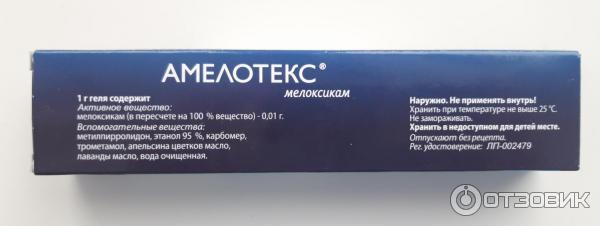 АМЕЛОТЕКС®
мелоксикам
1 г геля содержит
Активное вещество:
мелоксикам (в пересчете на 100 % вещество) - 0,01 г.
Вспомогательные вещества:
метилпирролидон, этанол 95 %, карбомер,
трометамол, апельсина цветков масло,
лаванды масло, вода очищенная.
Наружно. Не применять внутрь!
Хранить при температуре не выше 25 °С.
Не замораживать.
Хранить в недоступном для детей месте.
Отпускают без рецепта.
Рег. удостоверение: ЛП-002479
ОТЗОВИК